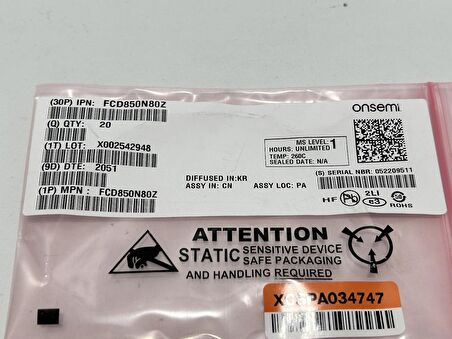 (30P) IPN: FCD850N80Z
onsemi
(Q) QTY: 20
(1T) LOT: X002542948
MS LEVEL: 1
HOURS: UNLIMITED
TEMP: 260C
SEALED DATE: N/A
(9D) DTE: 2051
DIFFUSED IN:KR
(S) SERIAL NBR: 052209511
ASSY IN: CN ASSY LOC: PA
(1P) MPN: FCD850N80Z
HF Pb 2LI e3 ROHS
ATTENTION
STATIC SENSITIVE DEVICE
SAFE PACKAGING
AND HANDLING REQUIRED
PA034747